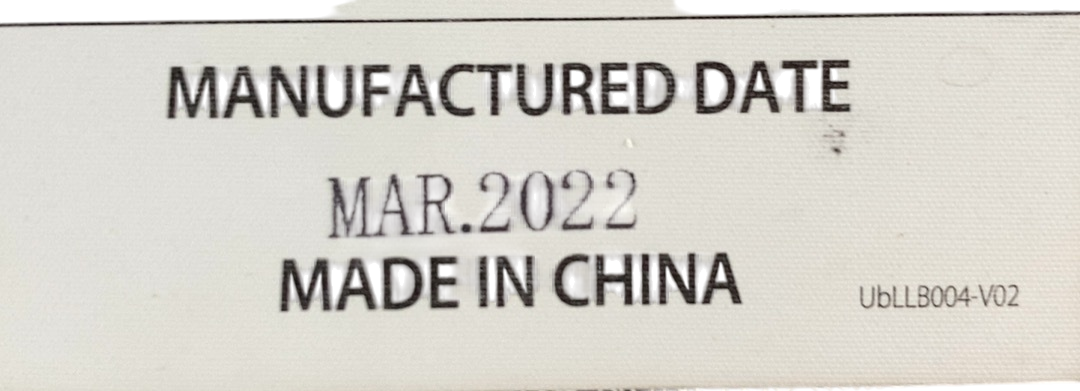 MANUFACTURED DATE
MAR.2022
MADE IN CHINA
UbLLB004-V02